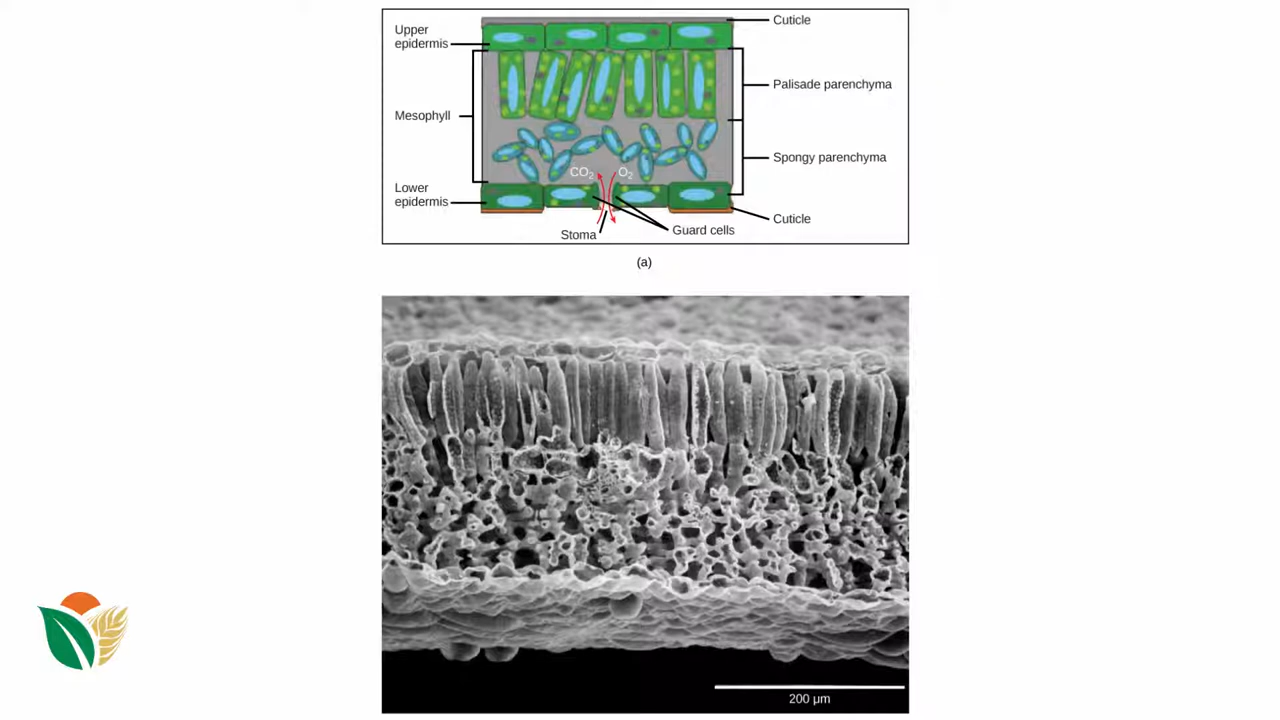 Cuticle
Upper
epidermis
Palisade parenchyma
Mesophyll
Spongy parenchyma
CO₂ O₂
Lower
epidermis
Cuticle
Guard cells
Stoma
(a)
200 μm